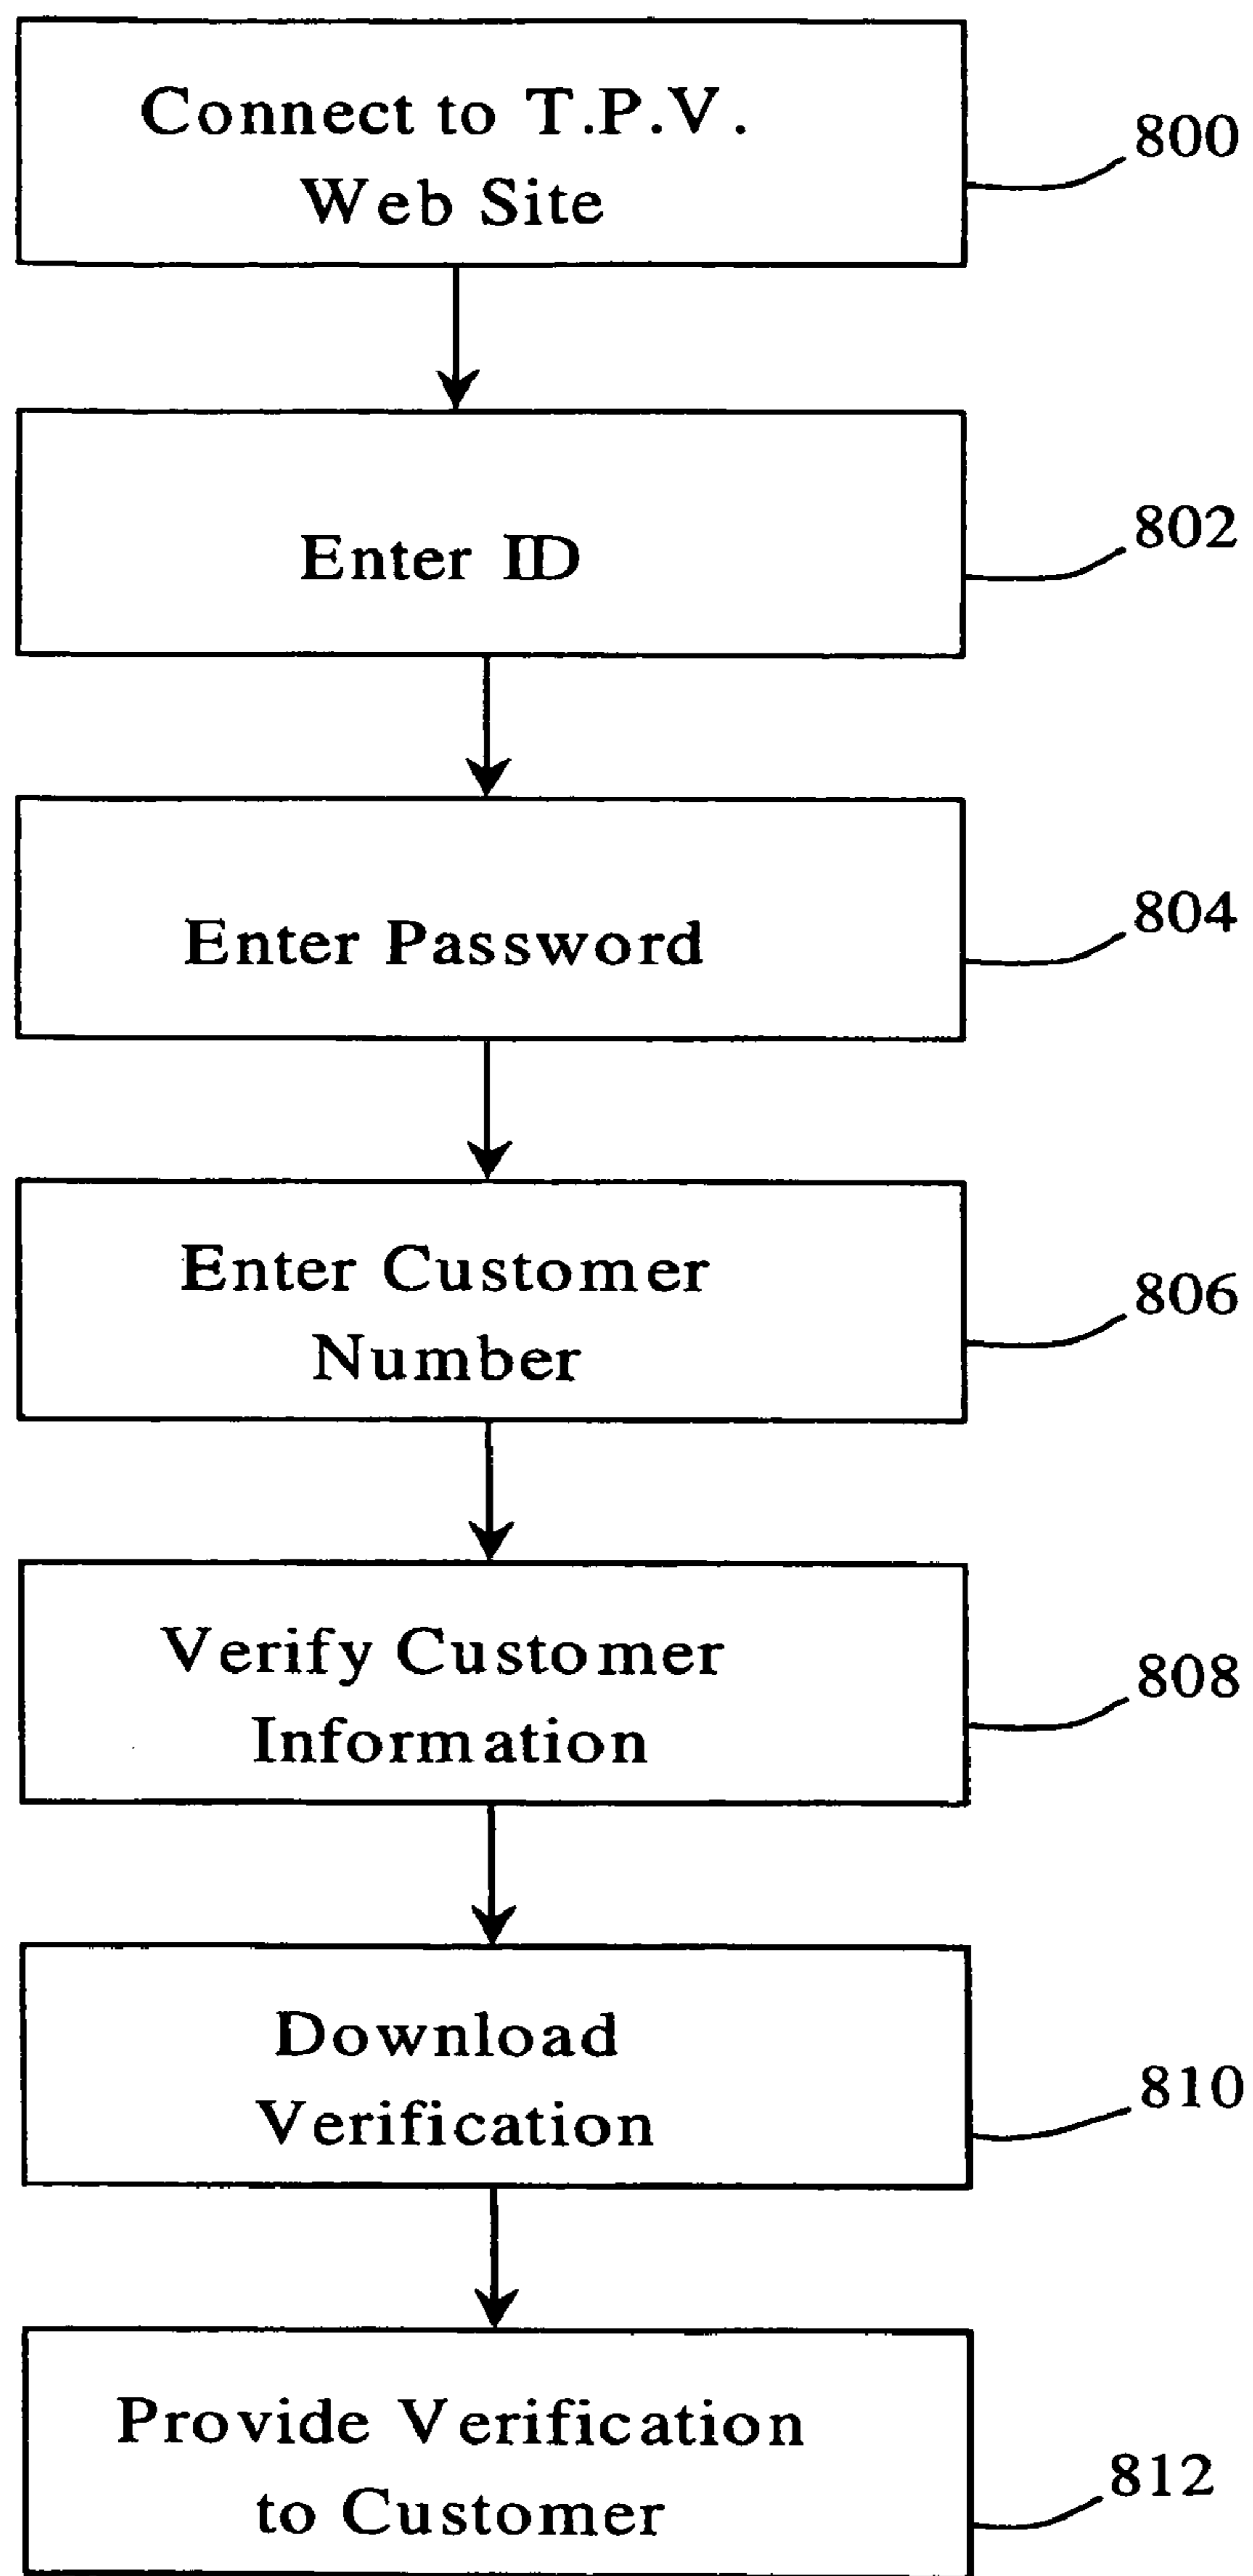 Connect to T.P.V.
Web Site
800
Enter ID
802
Enter Password
804
Enter Customer
Number
806
Verify Customer
Information
808
Download
Verification
810
Provide Verification
to Customer
812